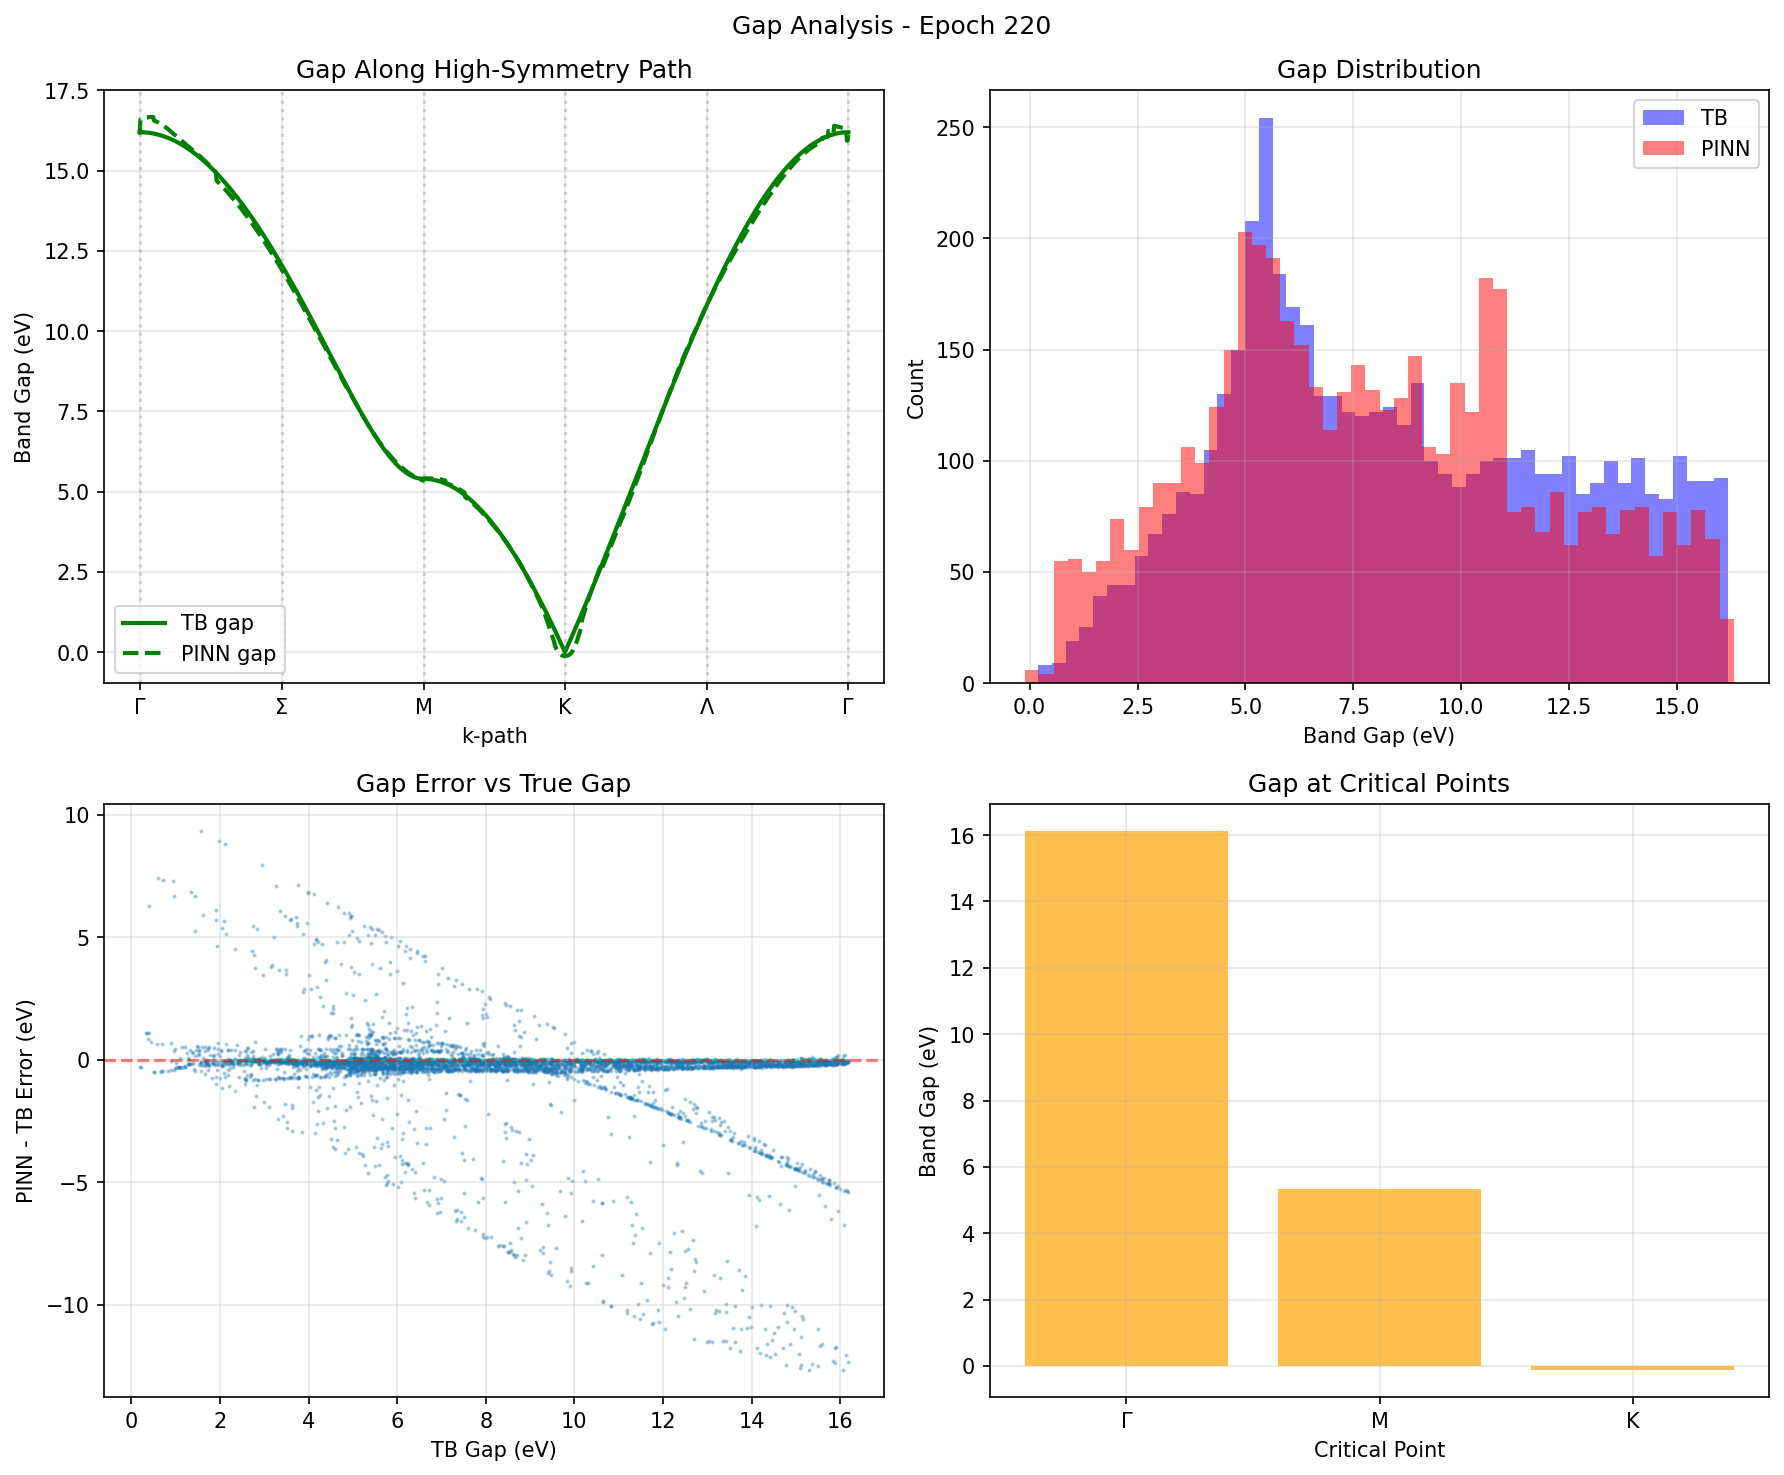 Gap Analysis - Epoch 220
Gap Along High-Symmetry Path
17.5
15.0
12.5
10.0
7.5
5.0
2.5
0.0
Band Gap (eV)
TB gap
PINN gap
Γ Σ M K Λ Γ
k-path
Gap Distribution
250
200
150
100
50
0
Count
TB
PINN
0.0 2.5 5.0 7.5 10.0 12.5 15.0
Band Gap (eV)
Gap Error vs True Gap
10
5
0
−5
−10
PINN - TB Error (eV)
0 2 4 6 8 10 12 14 16
TB Gap (eV)
Gap at Critical Points
16
14
12
10
8
6
4
2
0
Band Gap (eV)
Γ M K
Critical Point